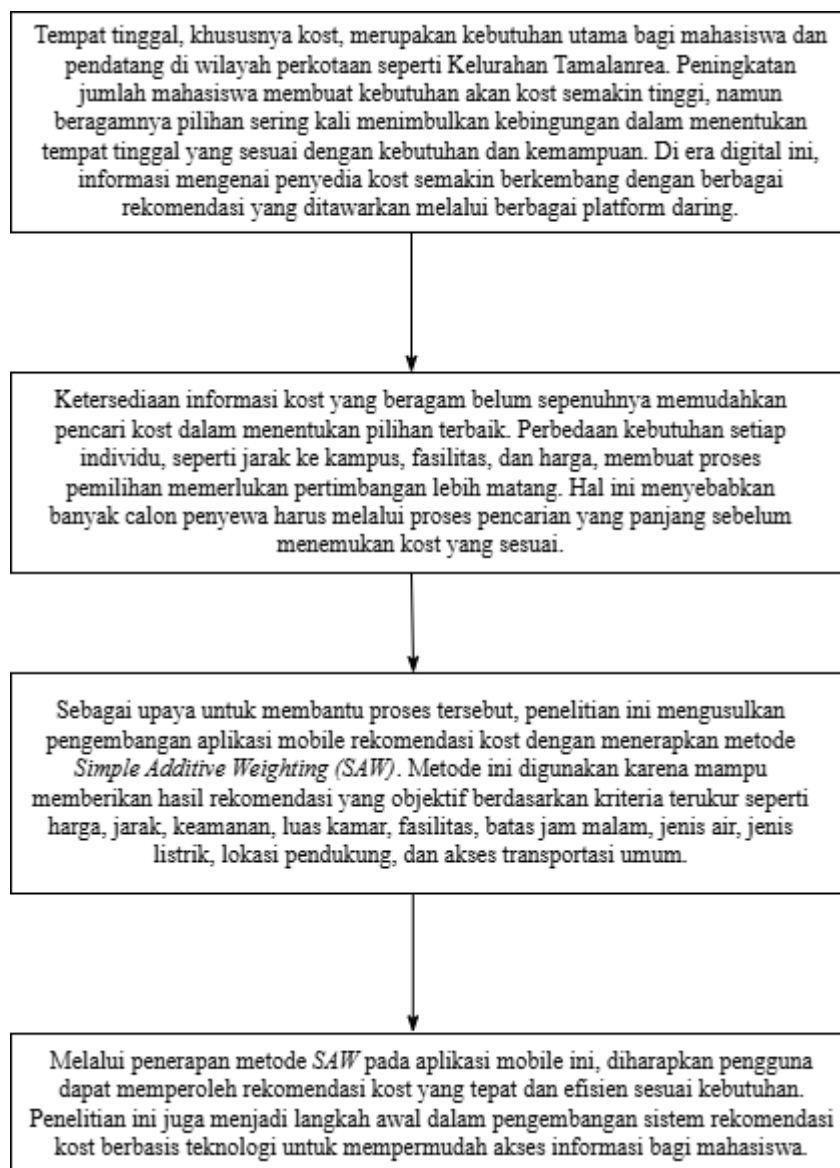 Tempat tinggal, khususnya kost, merupakan kebutuhan utama bagi mahasiswa dan
pendatang di wilayah perkotaan seperti Kelurahan Tamalanrea. Peningkatan
jumlah mahasiswa membuat kebutuhan akan kost semakin tinggi, namun
beragamnya pilihan sering kali menimbulkan kebingungan dalam menentukan
tempat tinggal yang sesuai dengan kebutuhan dan kemampuan. Di era digital ini,
informasi mengenai penyedia kost semakin berkembang dengan berbagai
rekomendasi yang ditawarkan melalui berbagai platform daring.
Ketersediaan informasi kost yang beragam belum sepenuhnya memudahkan
pencari kost dalam menentukan pilihan terbaik. Perbedaan kebutuhan setiap
individu, seperti jarak ke kampus, fasilitas, dan harga, membuat proses
pemilihan memerlukan pertimbangan lebih matang. Hal ini menyebabkan
banyak calon penyewa harus melalui proses pencarian yang panjang sebelum
menemukan kost yang sesuai.
Sebagai upaya untuk membantu proses tersebut, penelitian ini mengusulkan
pengembangan aplikasi mobile rekomendasi kost dengan menerapkan metode
Simple Additive Weighting (SAW). Metode ini digunakan karena mampu
memberikan hasil rekomendasi yang objektif berdasarkan kriteria terukur seperti
harga, jarak, keamanan, luas kamar, fasilitas, batas jam malam, jenis air, jenis
listrik, lokasi pendukung, dan akses transportasi umum.
Melalui penerapan metode SAW pada aplikasi mobile ini, diharapkan pengguna
dapat memperoleh rekomendasi kost yang tepat dan efisien sesuai kebutuhan.
Penelitian ini juga menjadi langkah awal dalam pengembangan sistem rekomendasi
kost berbasis teknologi untuk mempermudah akses informasi bagi mahasiswa.